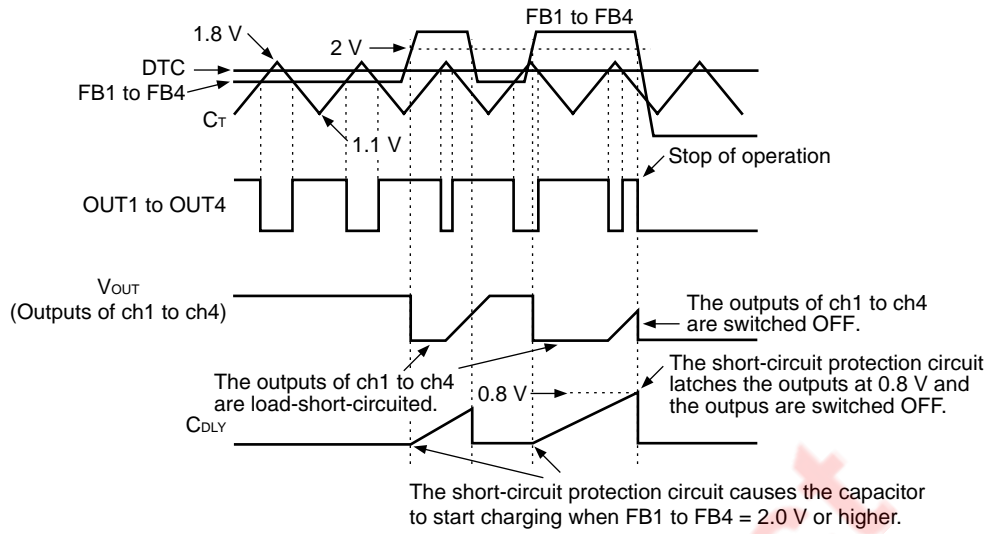 FB1 to FB4
1.8 V
2 V
DTC
FB1 to FB4
CT
1.1 V
Stop of operation
OUT1 to OUT4
VOUT
(Outputs of ch1 to ch4)
The outputs of ch1 to ch4
are switched OFF.
The outputs of ch1 to ch4
are load-short-circuited.
0.8 V
The short-circuit protection circuit
latches the outputs at 0.8 V and
the outpus are switched OFF.
CDLY
The short-circuit protection circuit causes the capacitor
to start charging when FB1 to FB4 = 2.0 V or higher.